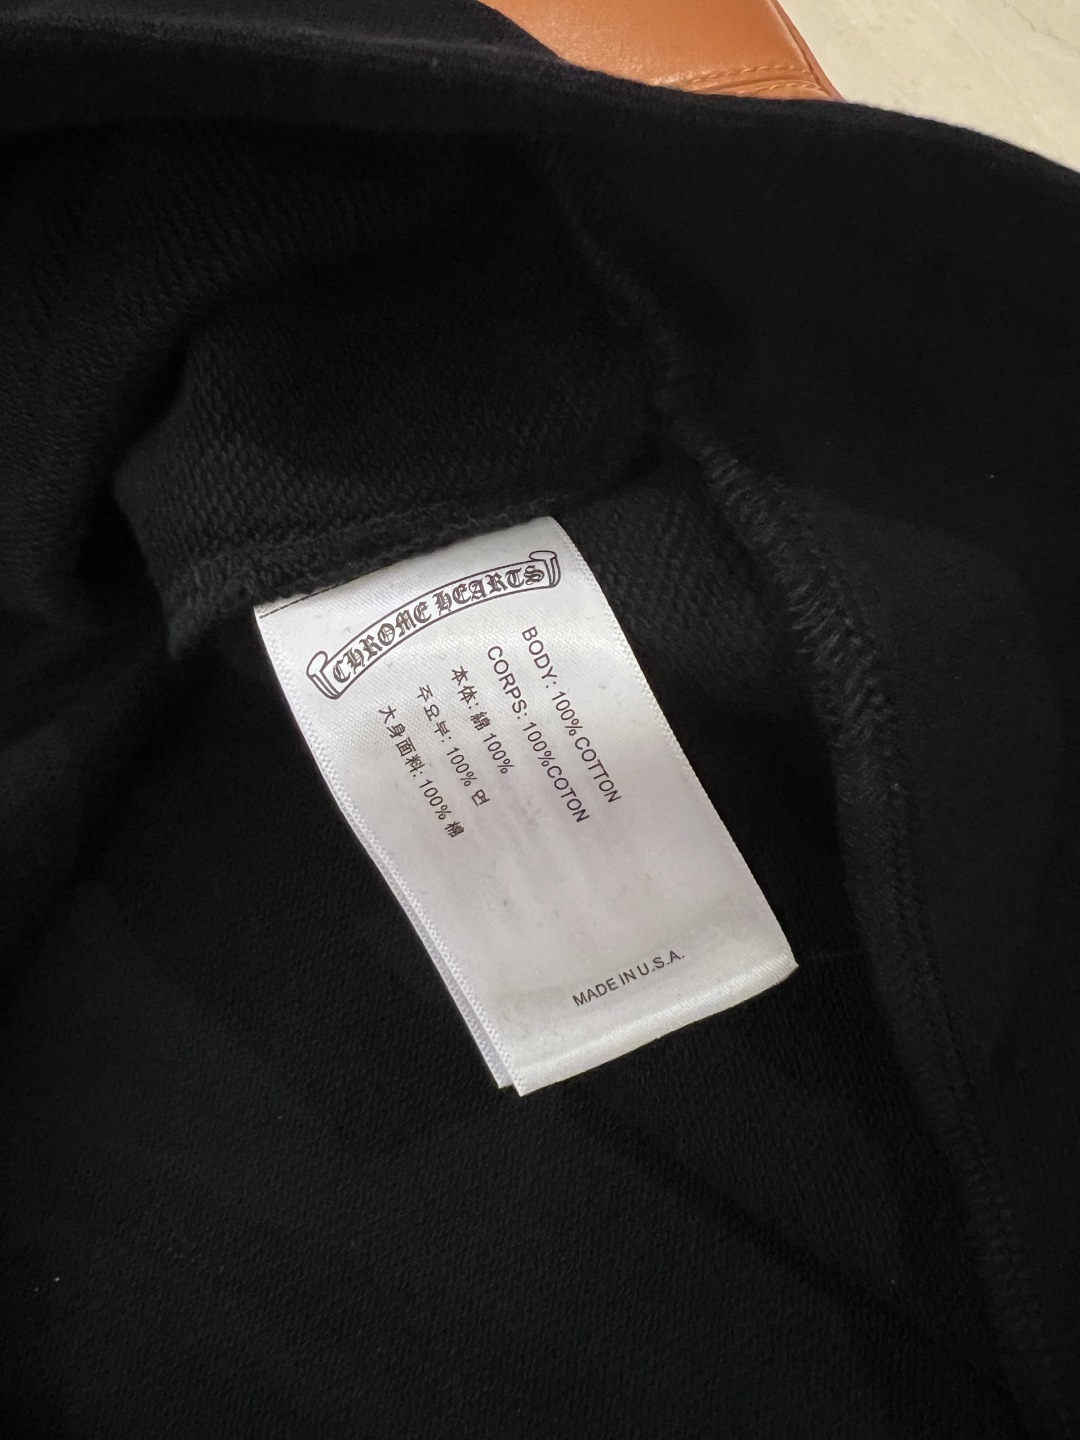 CHROME HEARTS
BODY: 100%COTTON
CORPS: 100%COTON
本体: 綿 100%
주요부: 100% 면
大身面料: 100% 棉
MADE IN U.S.A.